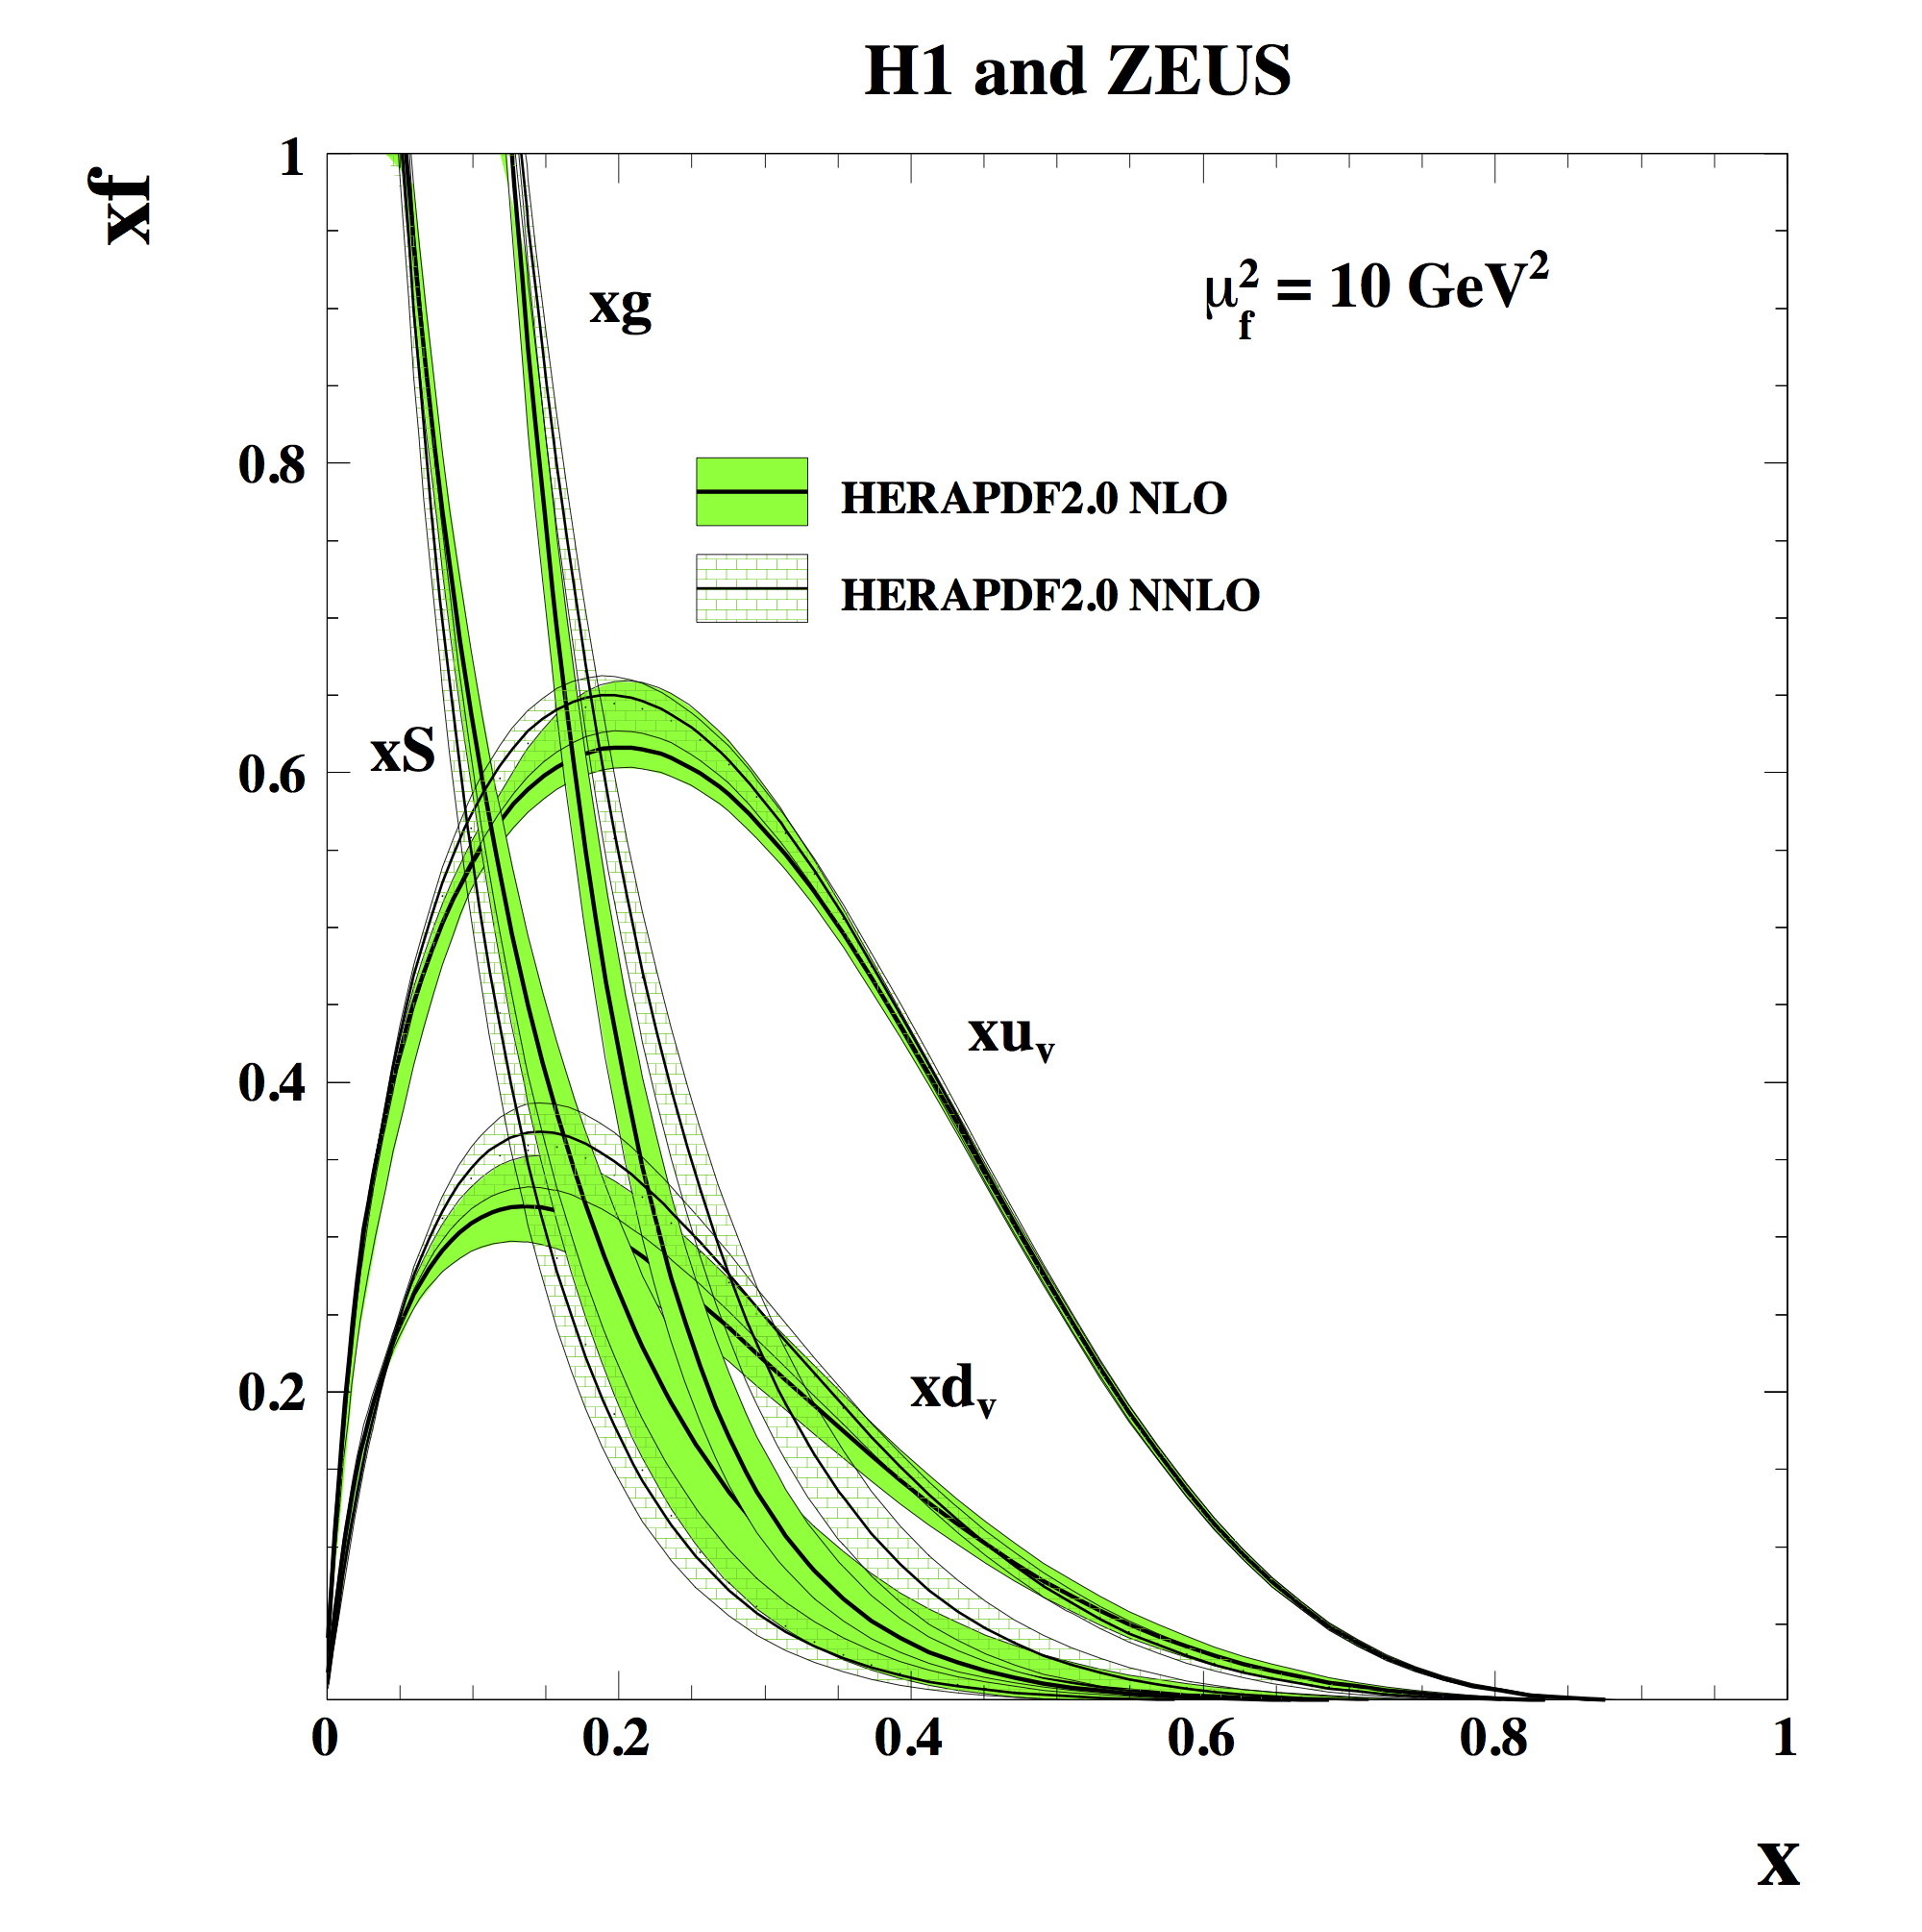 H1 and ZEUS
xf
1
0.8
0.6
0.4
0.2
xg
μ_f^2 = 10 GeV^2
HERAPDF2.0 NLO
HERAPDF2.0 NNLO
xS
xu_v
xd_v
0 0.2 0.4 0.6 0.8 1
x